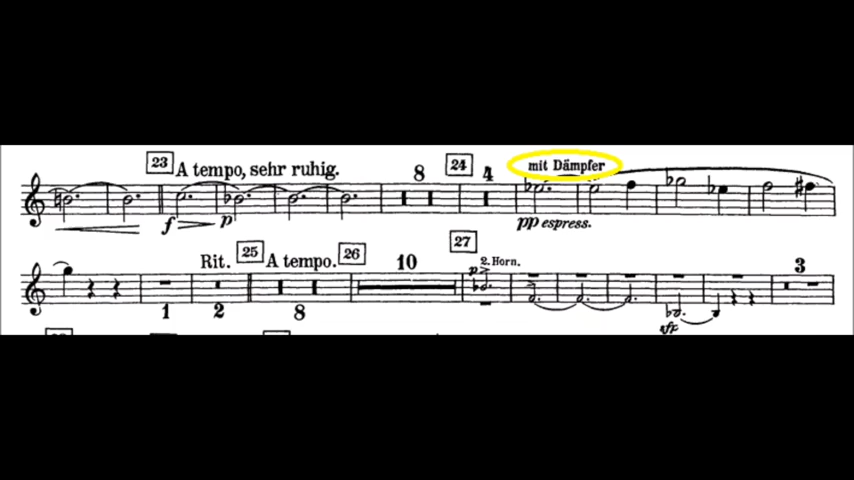 23 A tempo, sehr ruhig. 8 24 4 mit Dämpfer
f p pp espress.
Rit. 25 A tempo. 26 10 27 p 2. Horn. 3
1 2 8 sfp